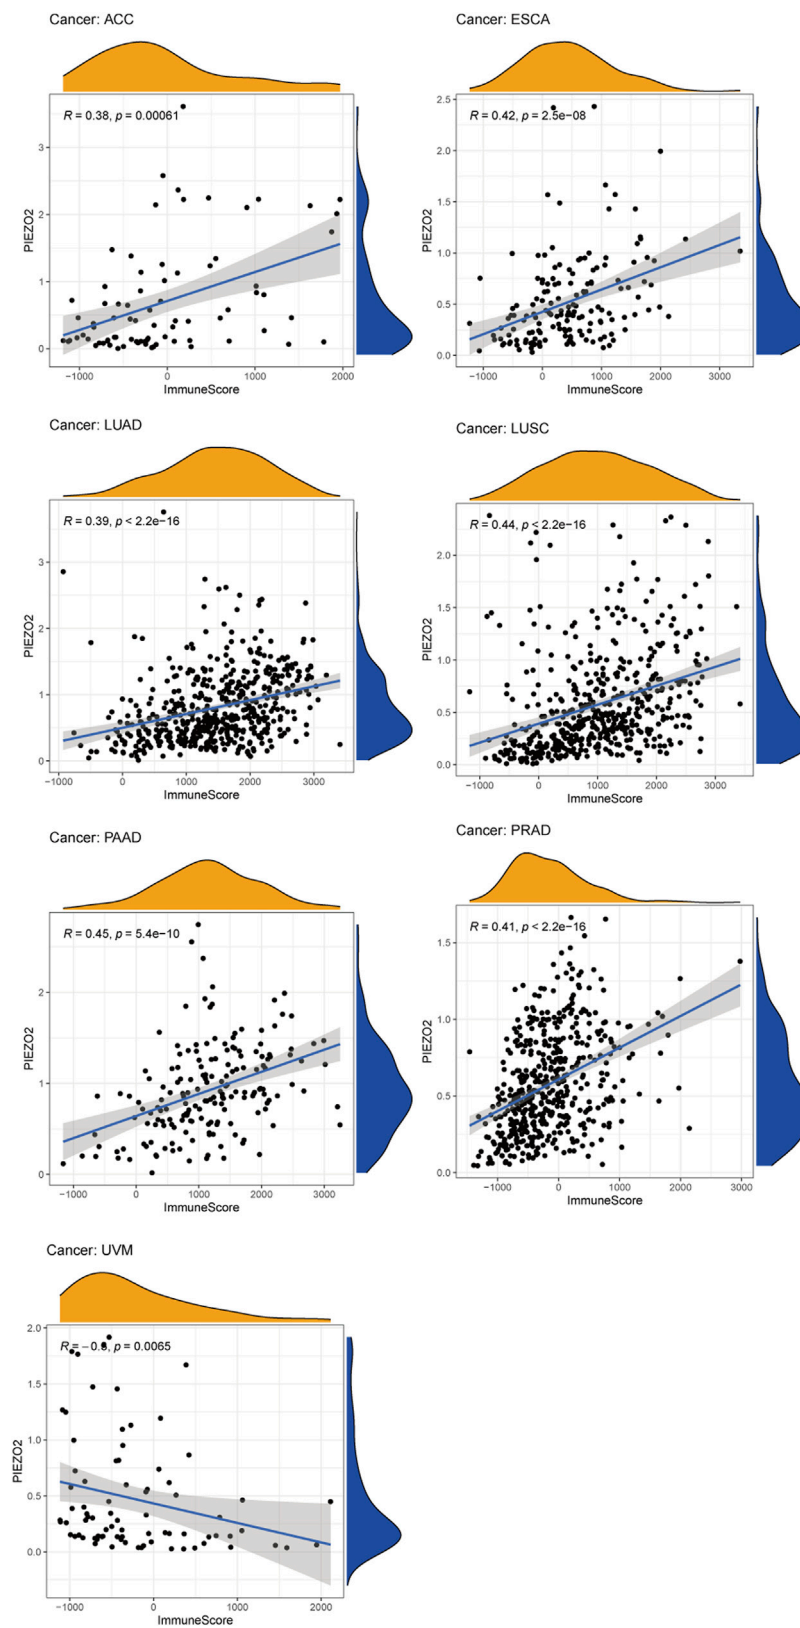 Cancer: ACC
R = 0.38, p = 0.00061
PIEZO2
3
2
1
0
−1000 0 1000 2000
ImmuneScore
Cancer: ESCA
R = 0.42, p = 2.5e−08
PIEZO2
2.5
2.0
1.5
1.0
0.5
0.0
−1000 0 1000 2000 3000
ImmuneScore
Cancer: LUAD
R = 0.39, p < 2.2e−16
PIEZO2
3
2
1
0
−1000 0 1000 2000 3000
ImmuneScore
Cancer: LUSC
R = 0.44, p < 2.2e−16
PIEZO2
2.0
1.5
1.0
0.5
0.0
−1000 0 1000 2000 3000
ImmuneScore
Cancer: PAAD
R = 0.45, p = 5.4e−10
PIEZO2
2
1
0
−1000 0 1000 2000 3000
ImmuneScore
Cancer: PRAD
R = 0.41, p < 2.2e−16
PIEZO2
1.5
1.0
0.5
0.0
−1000 0 1000 2000 3000
ImmuneScore
Cancer: UVM
R = p = 0.0065
PIEZO2
2.0
1.5
1.0
0.5
0.0
−1000 0 1000 2000
ImmuneScore